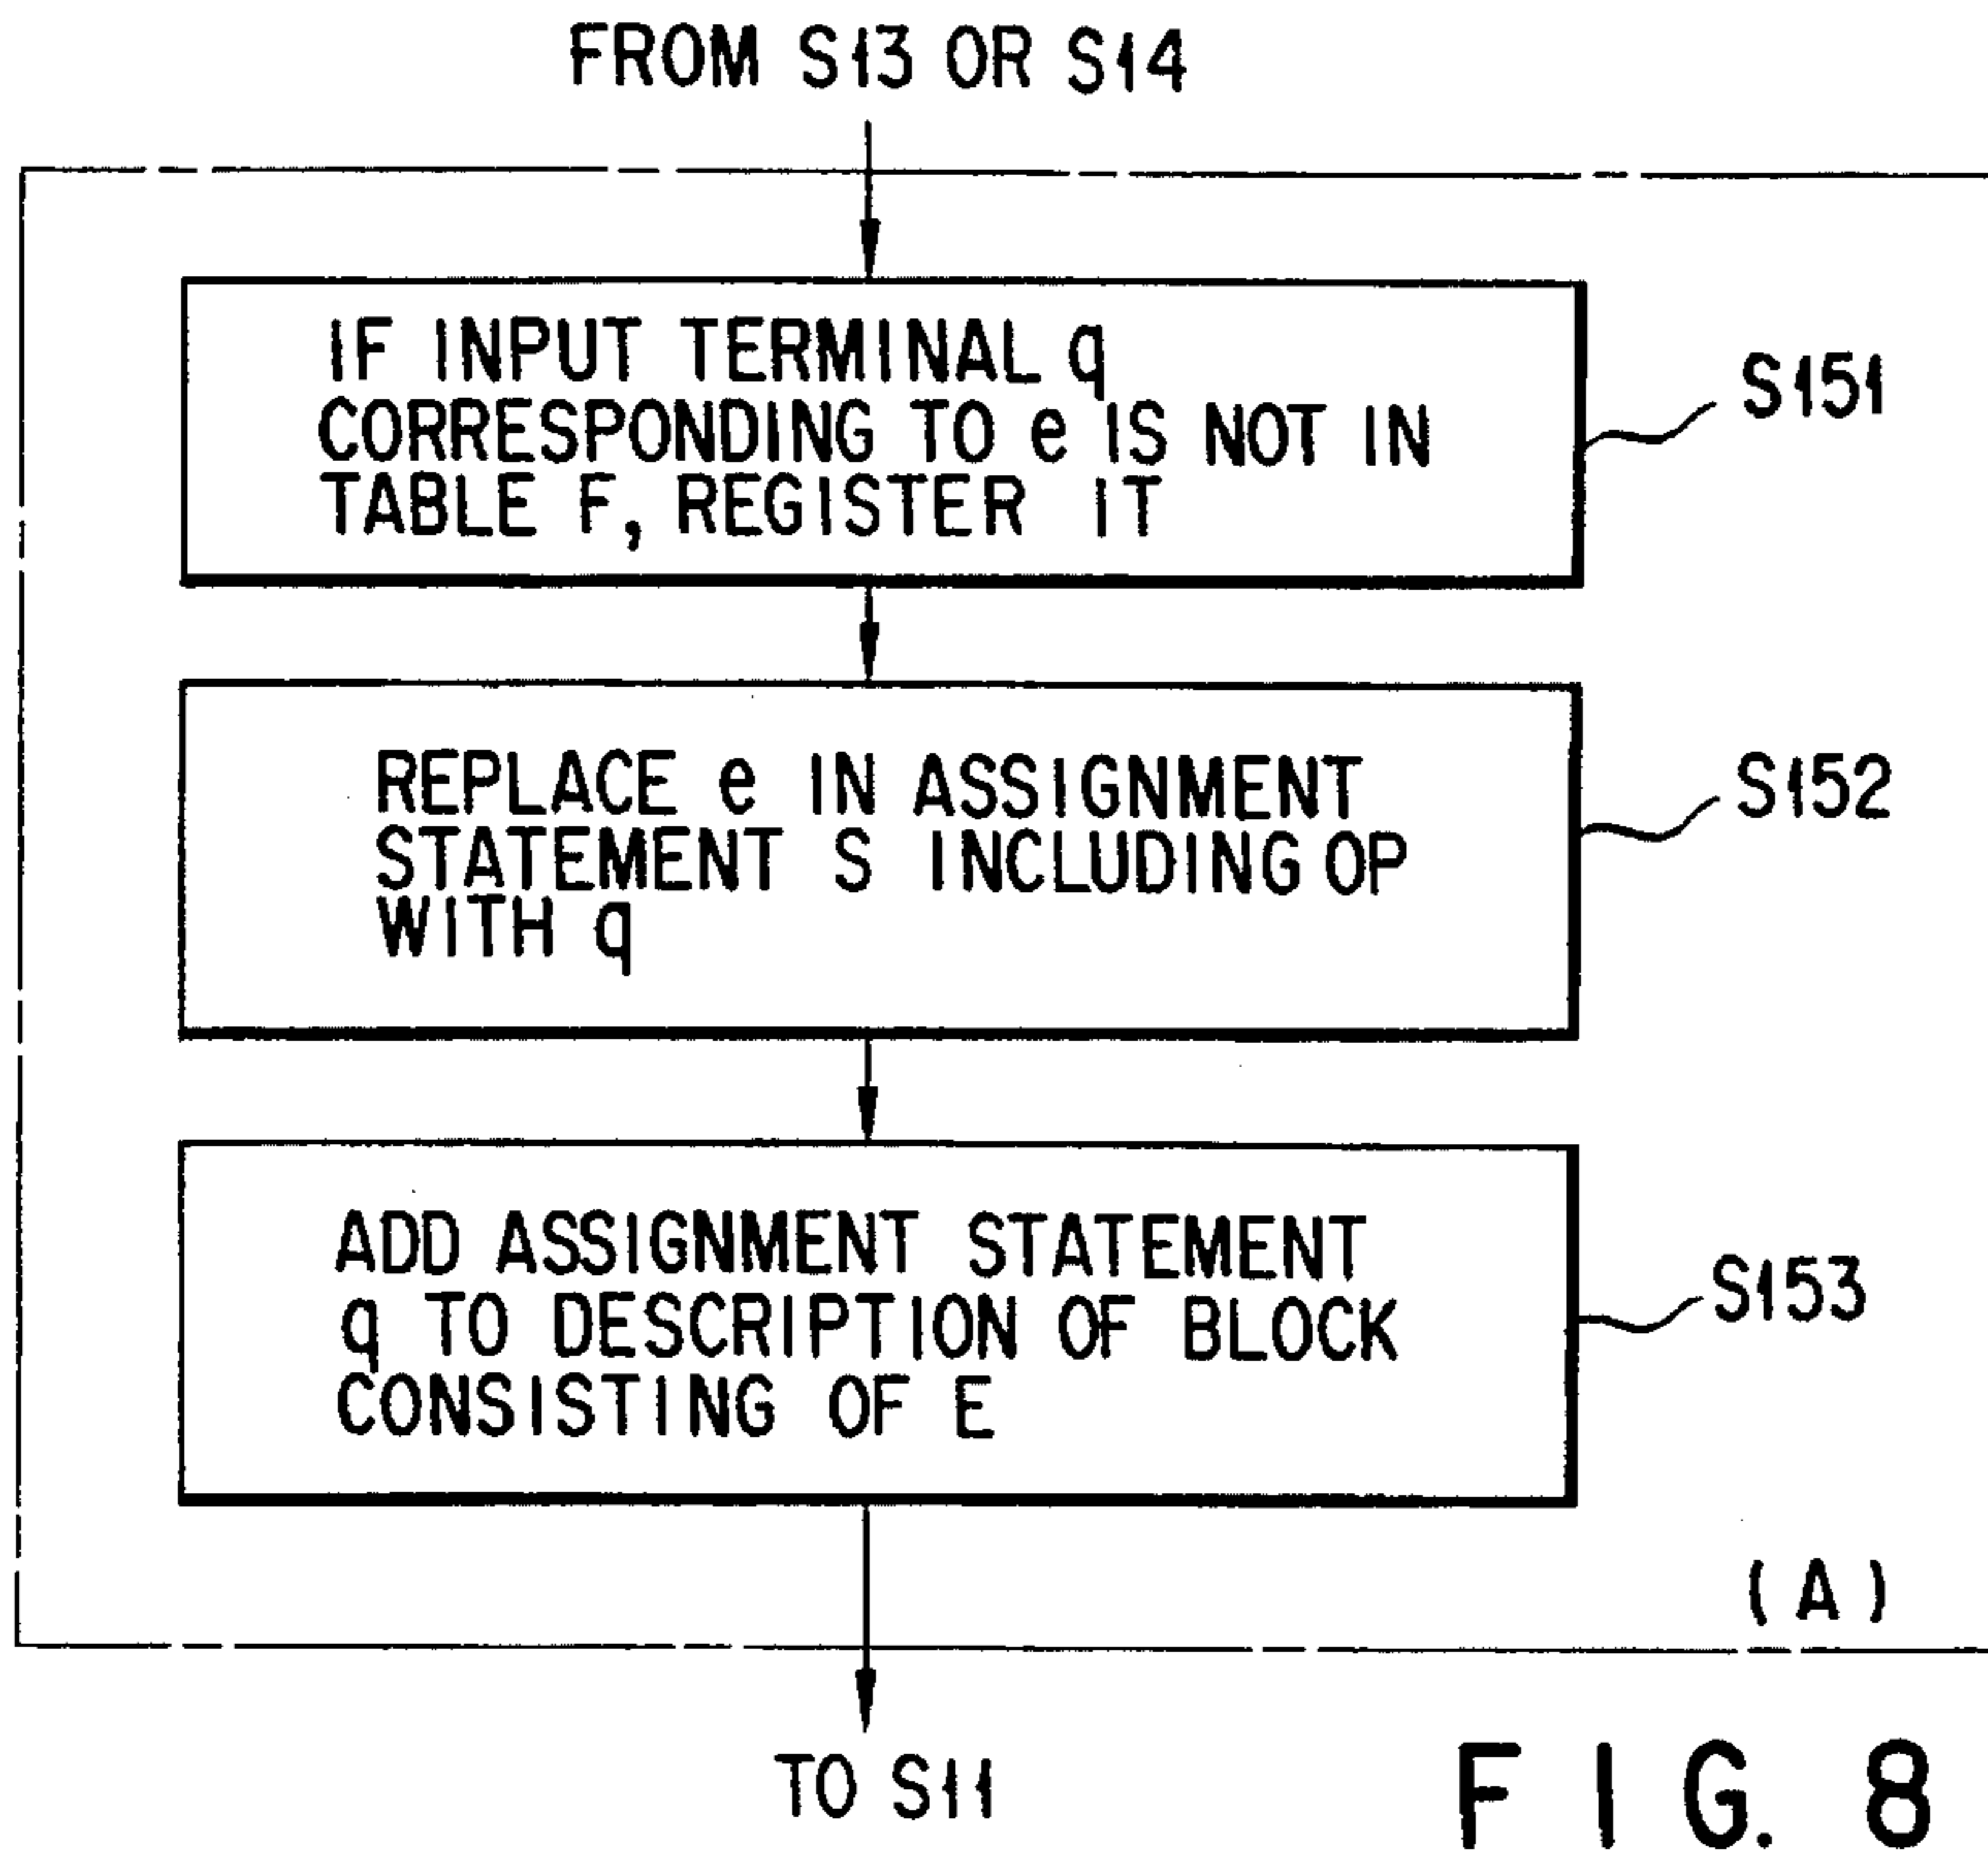 FROM S13 OR S14
IF INPUT TERMINAL q
CORRESPONDING TO e IS NOT IN
TABLE F, REGISTER IT
S151
REPLACE e IN ASSIGNMENT
STATEMENT S INCLUDING OP
WITH q
S152
ADD ASSIGNMENT STATEMENT
q TO DESCRIPTION OF BLOCK
CONSISTING OF E
S153
(A)
TO S11
FIG. 8